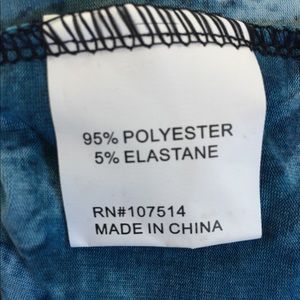 95% POLYESTER
5% ELASTANE
RN#107514
MADE IN CHINA